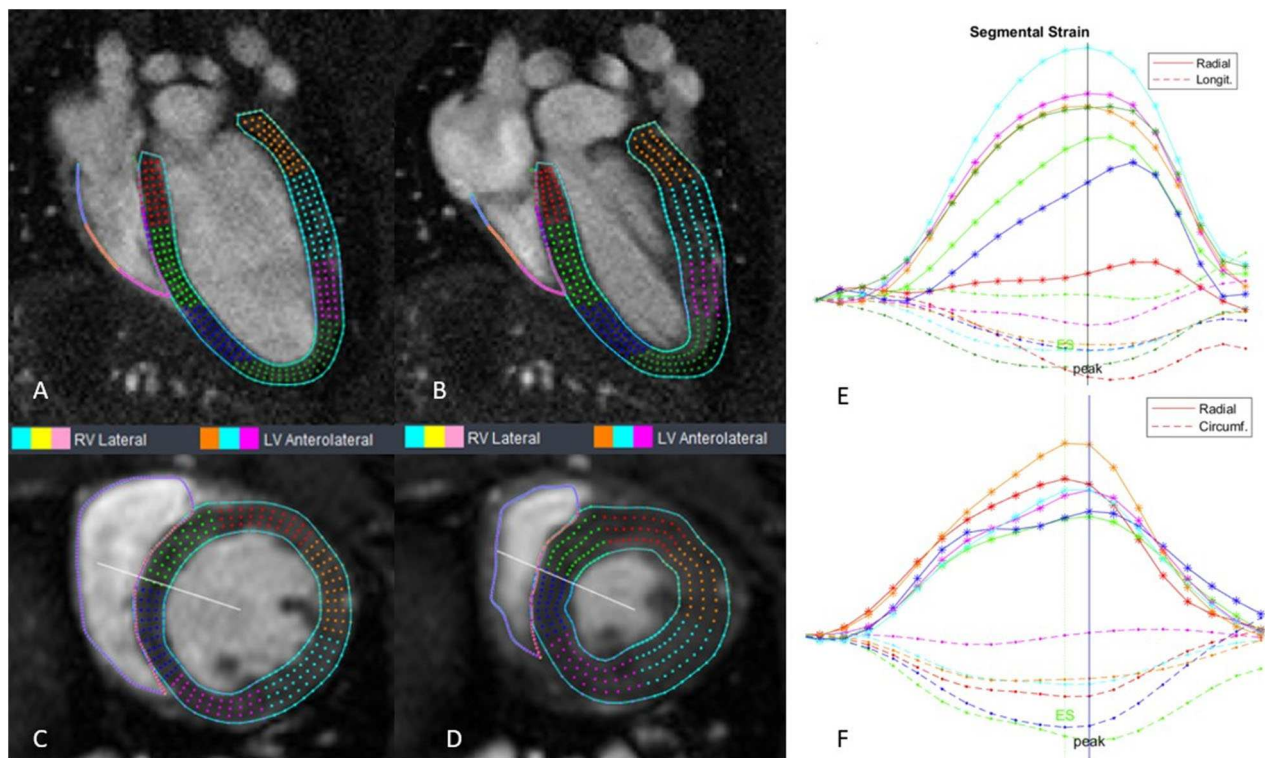 Segmental Strain
Radial
Longit.
ES
peak
A
B
E
RV Lateral
LV Anterolateral
RV Lateral
LV Anterolateral
Radial
Circumf.
ES
peak
C
D
F